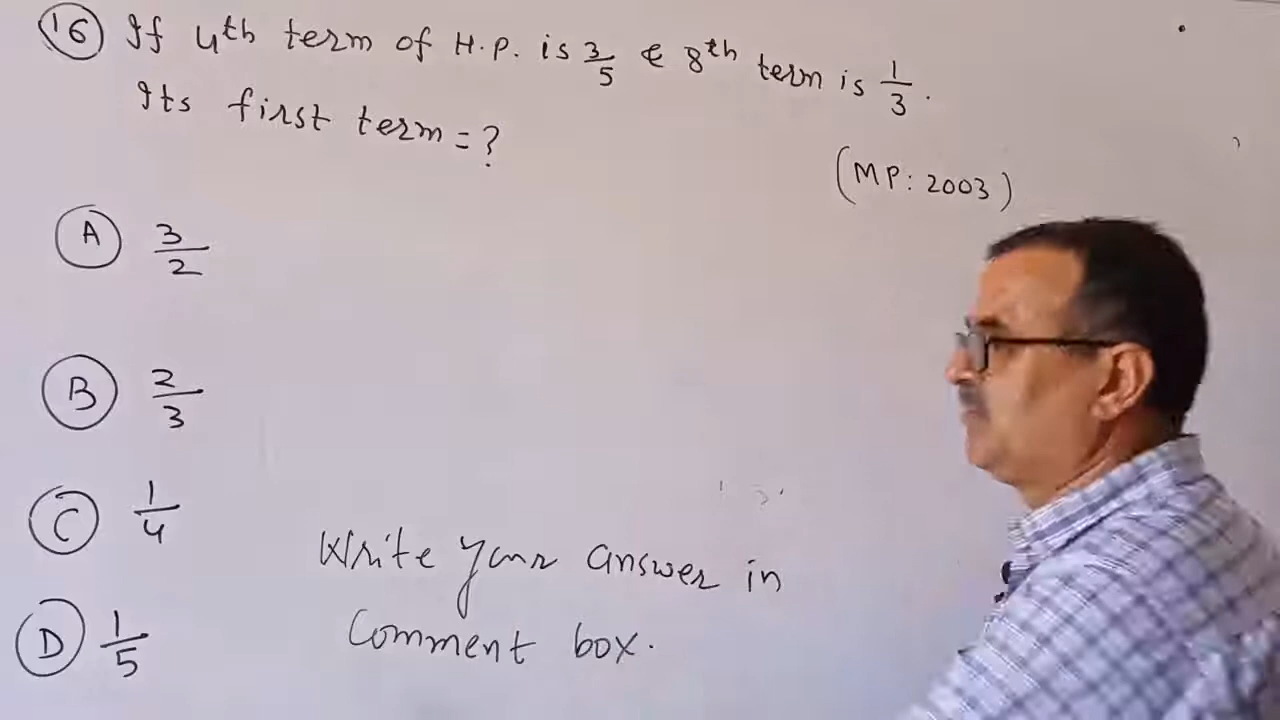 16 If 4th term of H.P. is 3/5 & 8th term is 1/3.
Its first term = ?
(MP: 2003)
A 3/2
B 2/3
C 1/4
D 1/5
Write your answer in
Comment box.